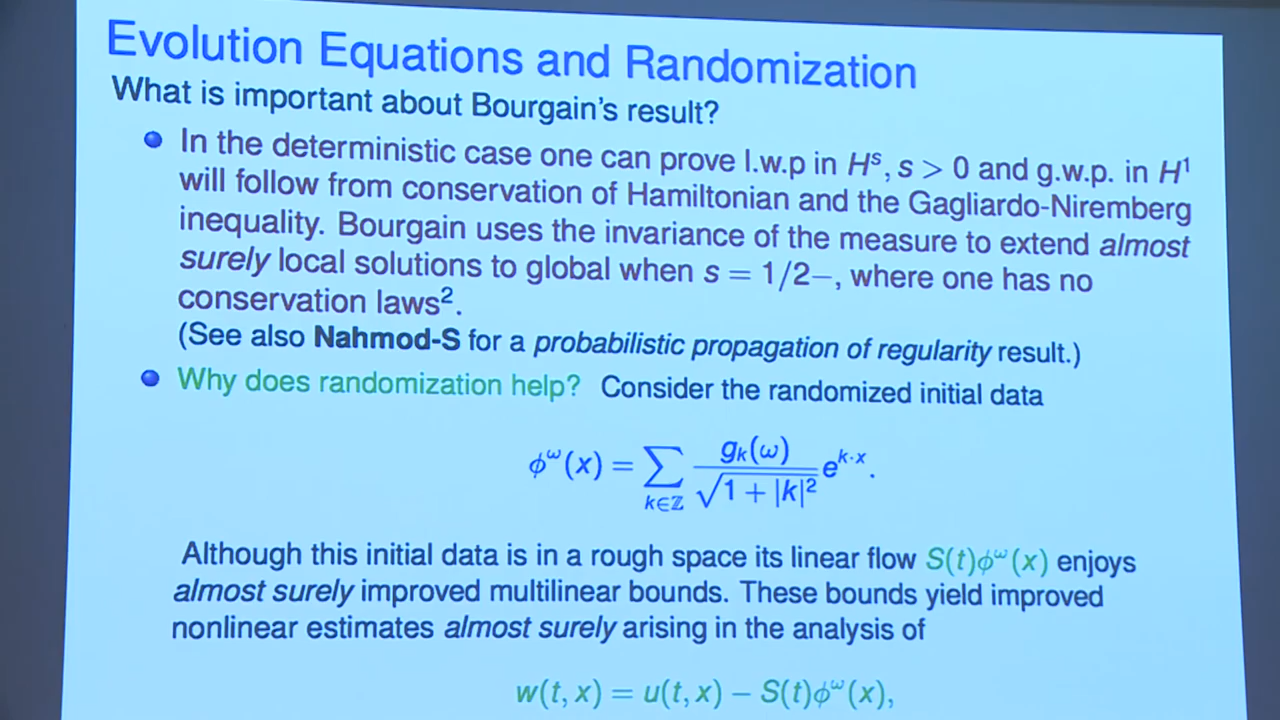 Evolution Equations and Randomization
What is important about Bourgain's result?
In the deterministic case one can prove l.w.p in Hˢ, s > 0 and g.w.p. in H¹
will follow from conservation of Hamiltonian and the Gagliardo-Niremberg
inequality. Bourgain uses the invariance of the measure to extend almost
surely local solutions to global when s = 1/2−, where one has no
conservation laws².
(See also Nahmod-S for a probabilistic propagation of regularity result.)
Why does randomization help? Consider the randomized initial data
ϕ^ω(x) = ∑_{k∈ℤ} g_k(ω) / √(1 + |k|²) e^{k·x}.
Although this initial data is in a rough space its linear flow S(t)ϕ^ω(x) enjoys
almost surely improved multilinear bounds. These bounds yield improved
nonlinear estimates almost surely arising in the analysis of
w(t, x) = u(t, x) − S(t)ϕ^ω(x),